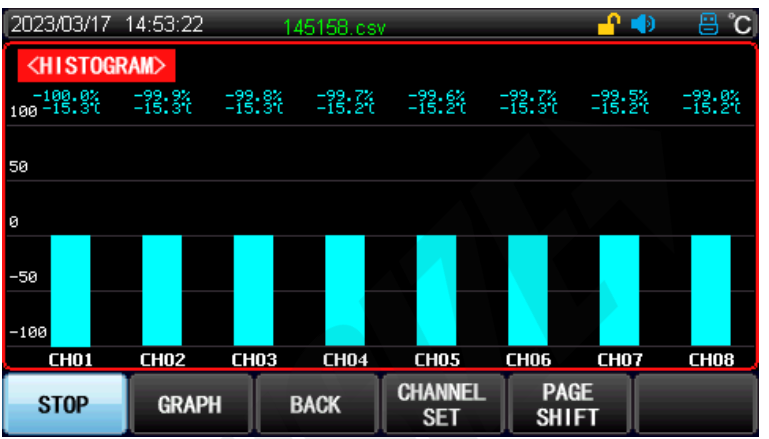 2023/03/17 14:53:22 145158.csv °C
<HISTOGRAM>
-100.0% -99.9% -99.8% -99.7% -99.6% -99.7% -99.5% -99.0%
100 -15.3℃ -15.3℃ -15.3℃ -15.2℃ -15.2℃ -15.3℃ -15.2℃ -15.2℃
50
0
-50
-100
CH01 CH02 CH03 CH04 CH05 CH06 CH07 CH08
STOP GRAPH BACK CHANNEL PAGE
SET SHIFT